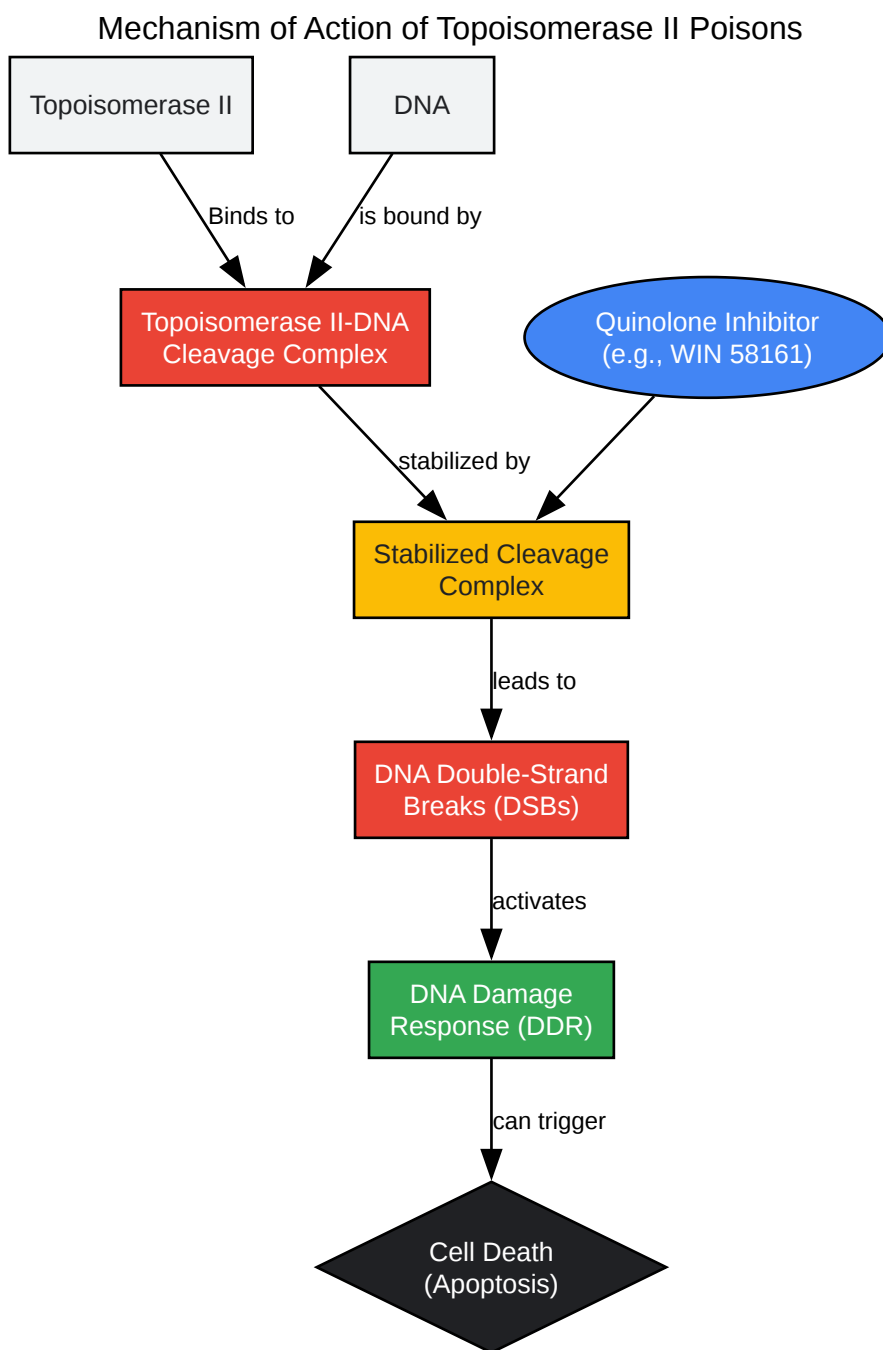 Mechanism of Action of Topoisomerase II Poisons
Topoisomerase II
DNA
Binds to
is bound by
Topoisomerase II-DNA
Cleavage Complex
Quinolone Inhibitor
(e.g., WIN 58161)
stabilized by
Stabilized Cleavage
Complex
leads to
DNA Double-Strand
Breaks (DSBs)
activates
DNA Damage
Response (DDR)
can trigger
Cell Death
(Apoptosis)